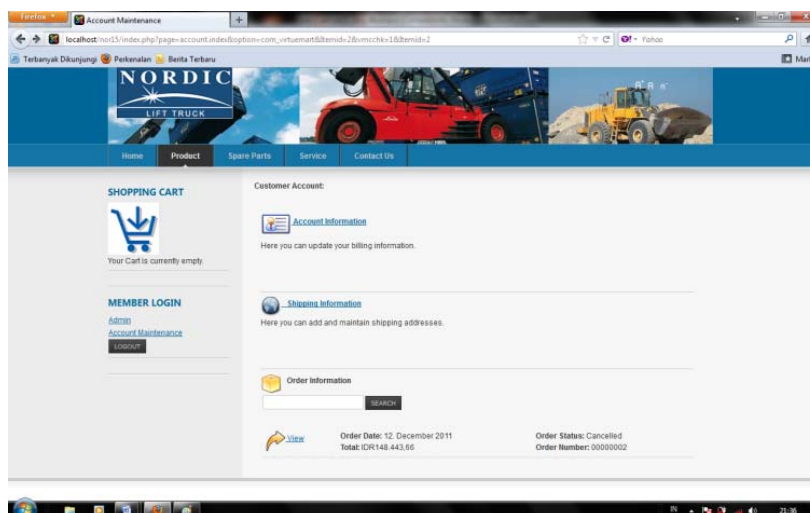 Firefox
Account Maintenance
localhost/nor15/index.php?page=account.index&option=com_virtuemart&Itemid=2&vmcchk=1&Itemid=2
Yahoo
Terbanyak Dikunjungi
Perkenalan
Berita Terbaru
NORDIC
LIFT TRUCK
Home
Product
Spare Parts
Service
Contact Us
SHOPPING CART
Your Cart is currently empty.
MEMBER LOGIN
Admin
Account Maintenance
LOGOUT
Customer Account:
Account Information
Here you can update your billing information.
Shipping Information
Here you can add and maintain shipping addresses.
Order Information
SEARCH
View
Order Date: 12. December 2011
Total: IDR148.443,66
Order Status: Cancelled
Order Number: 00000002
IN
21:36